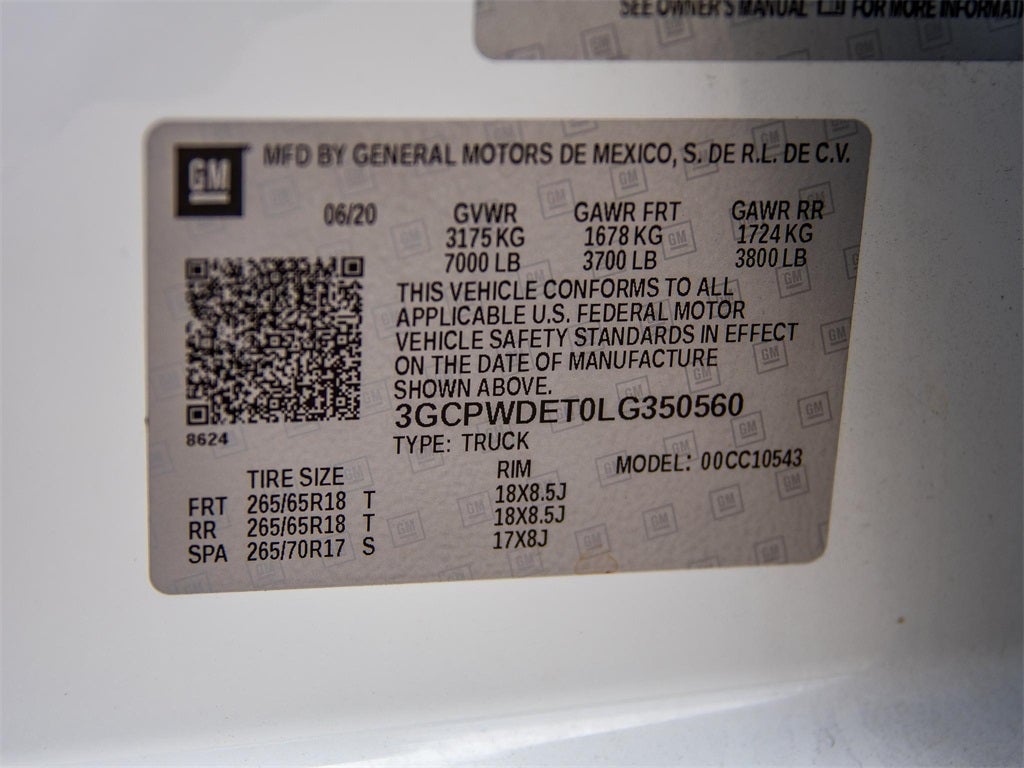 SEE OWNER'S MANUAL FOR MORE INFORMATI
GM
MFD BY GENERAL MOTORS DE MEXICO, S. DE R.L. DE C.V.
06/20 GVWR GAWR FRT GAWR RR
3175 KG 1678 KG 1724 KG
7000 LB 3700 LB 3800 LB
THIS VEHICLE CONFORMS TO ALL
APPLICABLE U.S. FEDERAL MOTOR
VEHICLE SAFETY STANDARDS IN EFFECT
ON THE DATE OF MANUFACTURE
SHOWN ABOVE.
3GCPWDET0LG350560
8624
TYPE: TRUCK
MODEL: 00CC10543
TIRE SIZE RIM
FRT 265/65R18 T 18X8.5J
RR 265/65R18 T 18X8.5J
SPA 265/70R17 S 17X8J